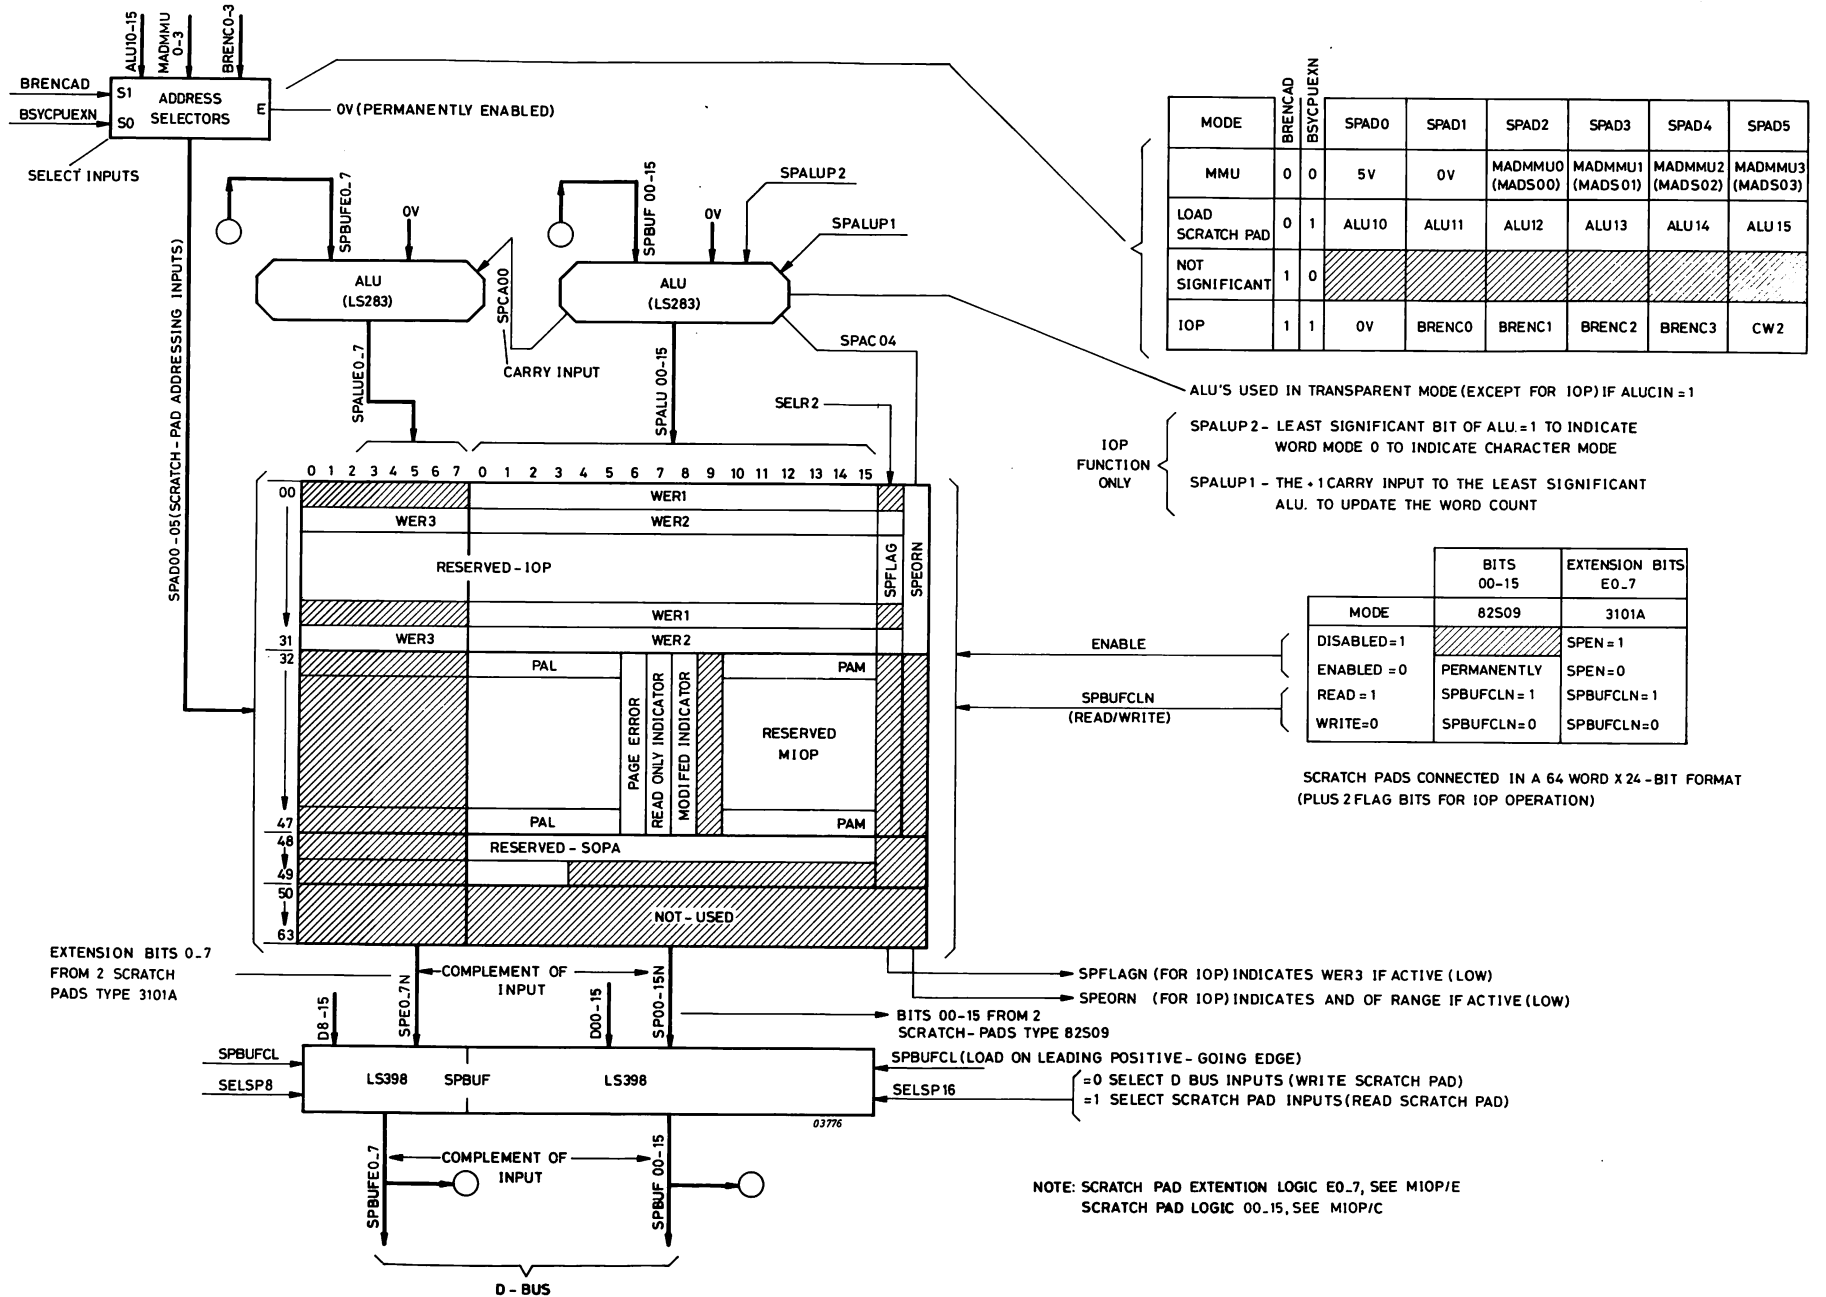 ALU10-15
MADMMU
0-3
BRENC0-3
BRENCAD
BSYCPUEXN
S1
S0
ADDRESS
SELECTORS
E
0V (PERMANENTLY ENABLED)
SELECT INPUTS
SPAD00-05 (SCRATCH-PAD ADDRESSING INPUTS)
SPBUFE0_7
0V
ALU
(LS283)
SPCA00
CARRY INPUT
SPBUF 00-15
0V
SPALUP2
SPALUP1
ALU
(LS283)
SPAC04
SPALUE0_7
SPALU 00-15
SELR2
MODE
BRENCAD
BSYCPUEXN
SPAD0
SPAD1
SPAD2
SPAD3
SPAD4
SPAD5
MMU
0
0
5V
0V
MADMMU0
(MADS00)
MADMMU1
(MADS01)
MADMMU2
(MADS02)
MADMMU3
(MADS03)
LOAD
SCRATCH PAD
0
1
ALU10
ALU11
ALU12
ALU13
ALU14
ALU15
NOT
SIGNIFICANT
1
0
IOP
1
1
0V
BRENC0
BRENC1
BRENC2
BRENC3
CW2
ALU'S USED IN TRANSPARENT MODE (EXCEPT FOR IOP) IF ALUCIN=1
IOP
FUNCTION
ONLY
SPALUP2- LEAST SIGNIFICANT BIT OF ALU.=1 TO INDICATE
WORD MODE 0 TO INDICATE CHARACTER MODE
SPALUP1 - THE +1 CARRY INPUT TO THE LEAST SIGNIFICANT
ALU. TO UPDATE THE WORD COUNT
0 1 2 3 4 5 6 7
0 1 2 3 4 5 6 7 8 9 10 11 12 13 14 15
00
WER1
WER3
WER2
RESERVED-IOP
SPFLAG
SPEORN
WER1
31
WER3
WER2
32
PAL
PAM
PAGE ERROR
READ ONLY INDICATOR
MODIFED INDICATOR
RESERVED
MIOP
47
PAL
PAM
48
RESERVED - SOPA
49
50
NOT-USED
63
BITS
00-15
EXTENSION BITS
E0_7
MODE
82S09
3101A
DISABLED=1
SPEN=1
ENABLED=0
PERMANENTLY
SPEN=0
READ=1
SPBUFCLN=1
SPBUFCLN=1
WRITE=0
SPBUFCLN=0
SPBUFCLN=0
ENABLE
SPBUFCLN
(READ/WRITE)
SCRATCH PADS CONNECTED IN A 64 WORD X 24-BIT FORMAT
(PLUS 2 FLAG BITS FOR IOP OPERATION)
EXTENSION BITS 0_7
FROM 2 SCRATCH
PADS TYPE 3101A
D8-15
SPE0_7N
COMPLEMENT OF
INPUT
D00-15
SP00-15N
SPFLAGN (FOR IOP) INDICATES WER3 IF ACTIVE (LOW)
SPEORN (FOR IOP) INDICATES AND OF RANGE IF ACTIVE (LOW)
BITS 00-15 FROM 2
SCRATCH-PADS TYPE 82S09
SPBUFCL
SELSP8
LS398
SPBUF
LS398
SPBUFCL (LOAD ON LEADING POSITIVE-GOING EDGE)
SELSP16
=0 SELECT D BUS INPUTS (WRITE SCRATCH PAD)
=1 SELECT SCRATCH PAD INPUTS (READ SCRATCH PAD)
03776
SPBUFE0_7
COMPLEMENT OF
INPUT
SPBUF 00-15
D-BUS
NOTE: SCRATCH PAD EXTENTION LOGIC E0_7, SEE MIOP/E
SCRATCH PAD LOGIC 00_15, SEE MIOP/C